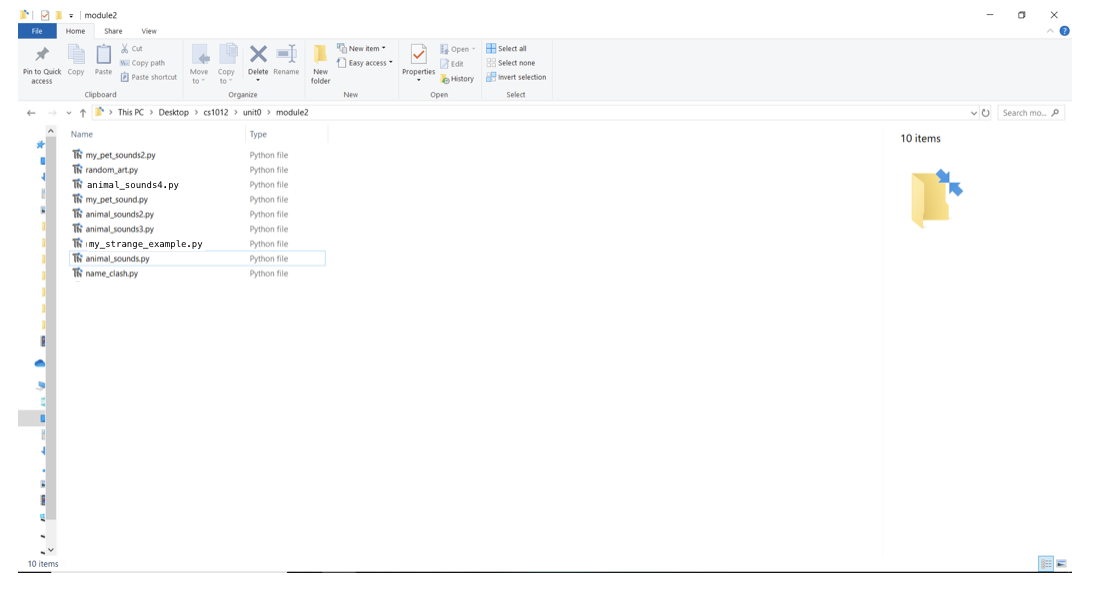 module2
File Home Share View
Pin to Quick access
Copy
Paste
Cut
Copy path
Paste shortcut
Clipboard
Move to
Copy to
Delete
Rename
Organize
New folder
New item
Easy access
New
Properties
Open
Edit
History
Open
Select all
Select none
Invert selection
Select
This PC > Desktop > cs1012 > unit0 > module2
Search mo...
Name Type
my_pet_sounds2.py Python file
random_art.py Python file
animal_sounds4.py Python file
my_pet_sound.py Python file
animal_sounds2.py Python file
animal_sounds3.py Python file
my_strange_example.py Python file
animal_sounds.py Python file
name_clash.py Python file
10 items
10 items